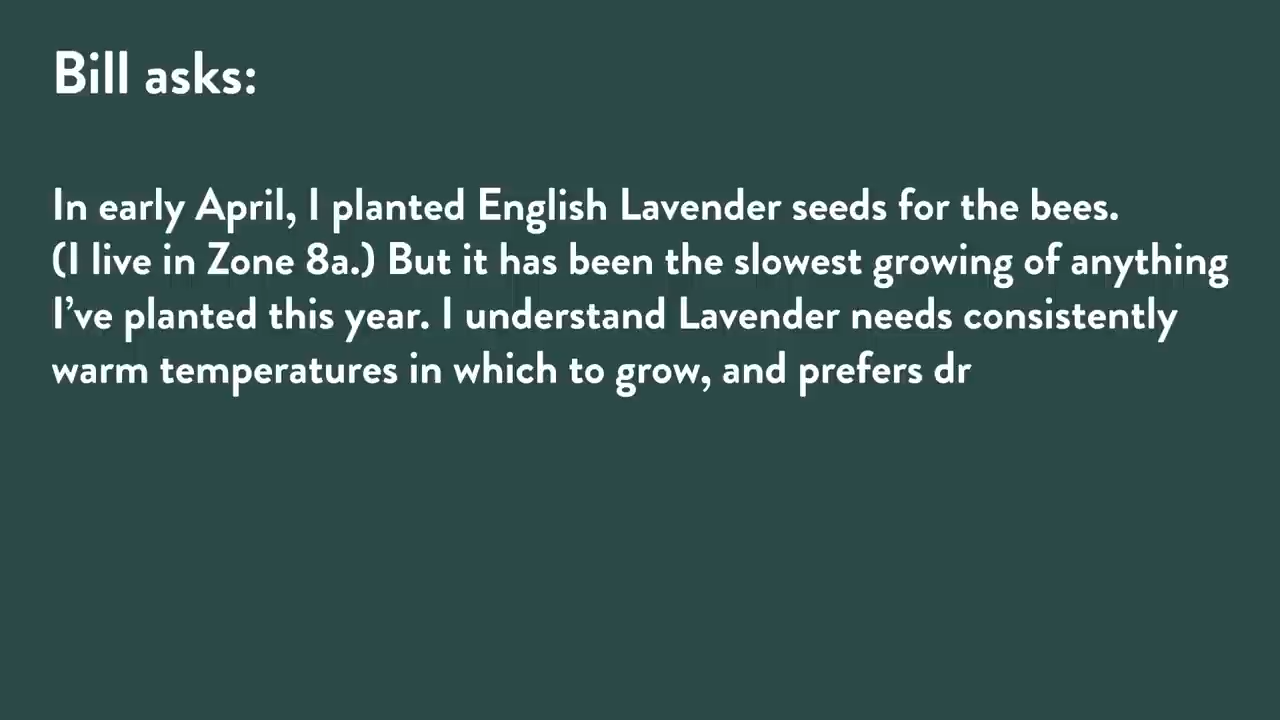 Bill asks:
In early April, I planted English Lavender seeds for the bees.
(I live in Zone 8a.) But it has been the slowest growing of anything
I’ve planted this year. I understand Lavender needs consistently
warm temperatures in which to grow, and prefers dr